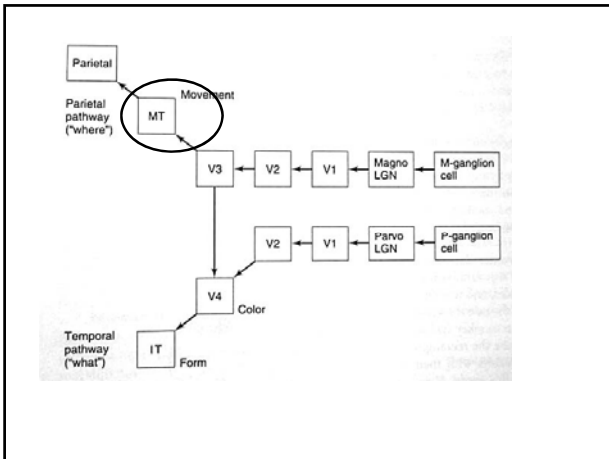 Parietal
Parietal
pathway
("where")
Movement
MT
V3
V2
V1
Magno
LGN
M-ganglion
cell
V2
V1
Parvo
LGN
P-ganglion
cell
V4
Color
Temporal
pathway
("what")
IT
Form